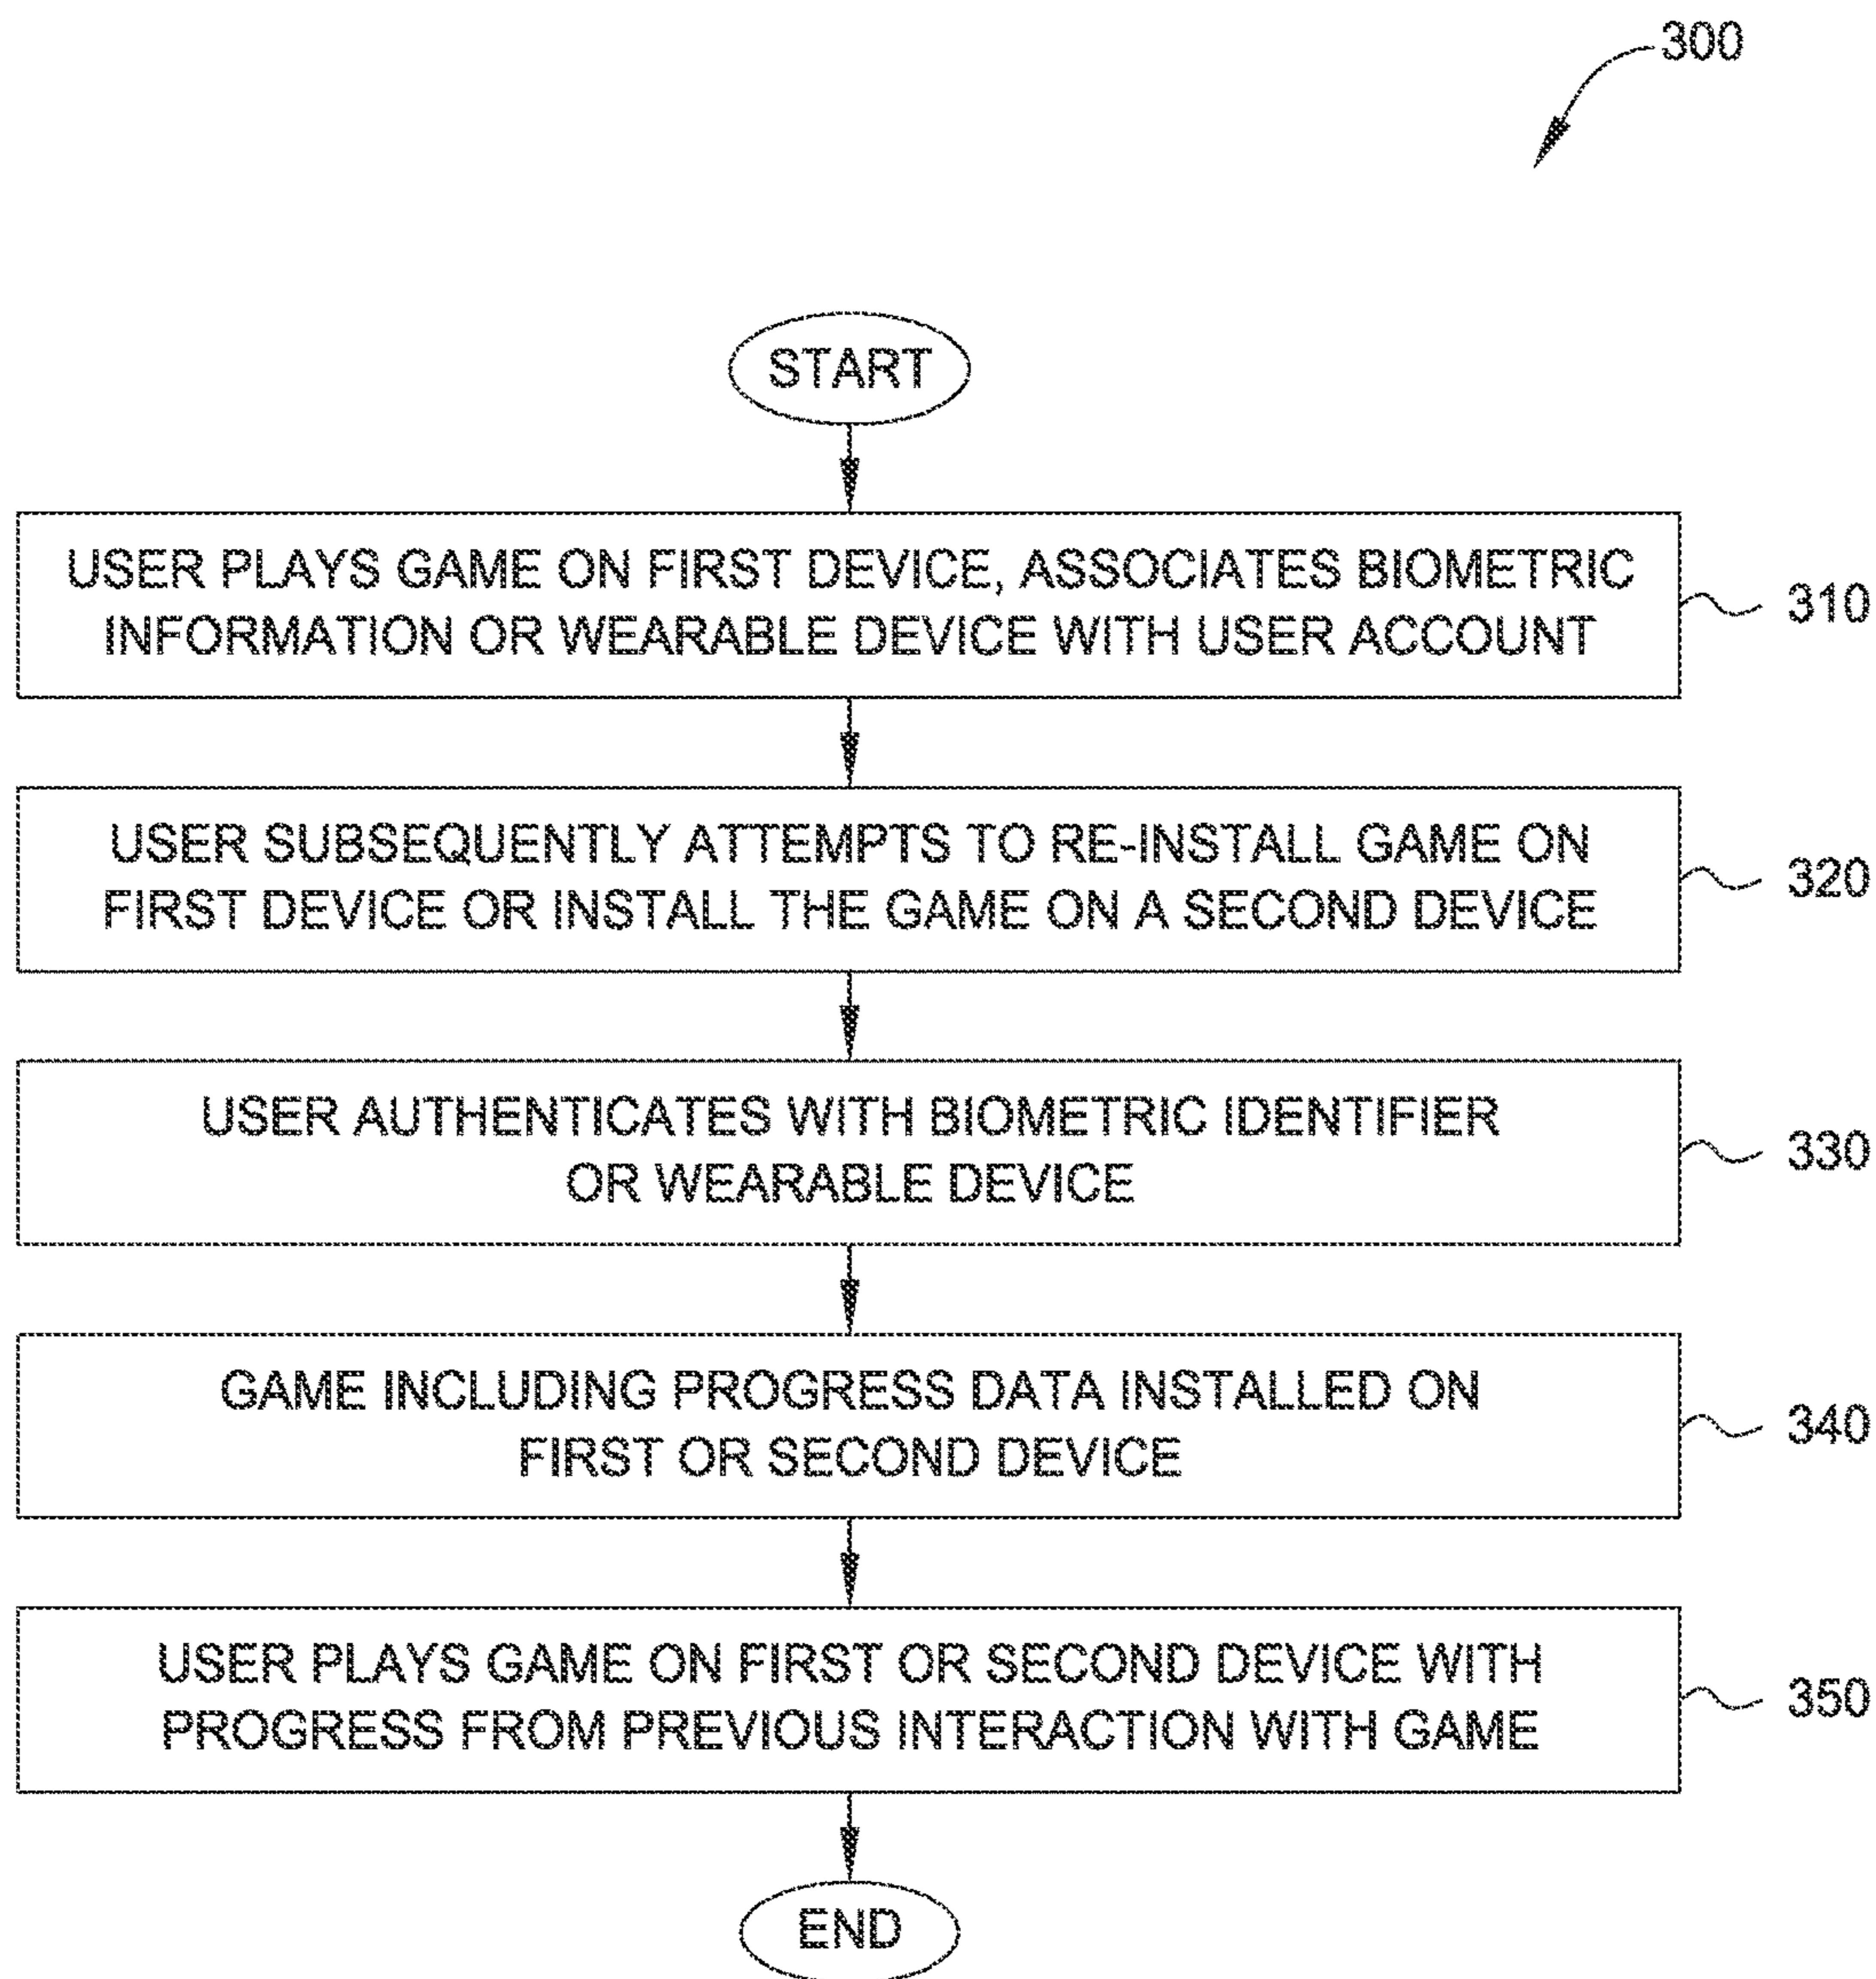 300
START
USER PLAYS GAME ON FIRST DEVICE, ASSOCIATES BIOMETRIC
INFORMATION OR WEARABLE DEVICE WITH USER ACCOUNT
310
USER SUBSEQUENTLY ATTEMPTS TO RE-INSTALL GAME ON
FIRST DEVICE OR INSTALL THE GAME ON A SECOND DEVICE
320
USER AUTHENTICATES WITH BIOMETRIC IDENTIFIER
OR WEARABLE DEVICE
330
GAME INCLUDING PROGRESS DATA INSTALLED ON
FIRST OR SECOND DEVICE
340
USER PLAYS GAME ON FIRST OR SECOND DEVICE WITH
PROGRESS FROM PREVIOUS INTERACTION WITH GAME
350
END